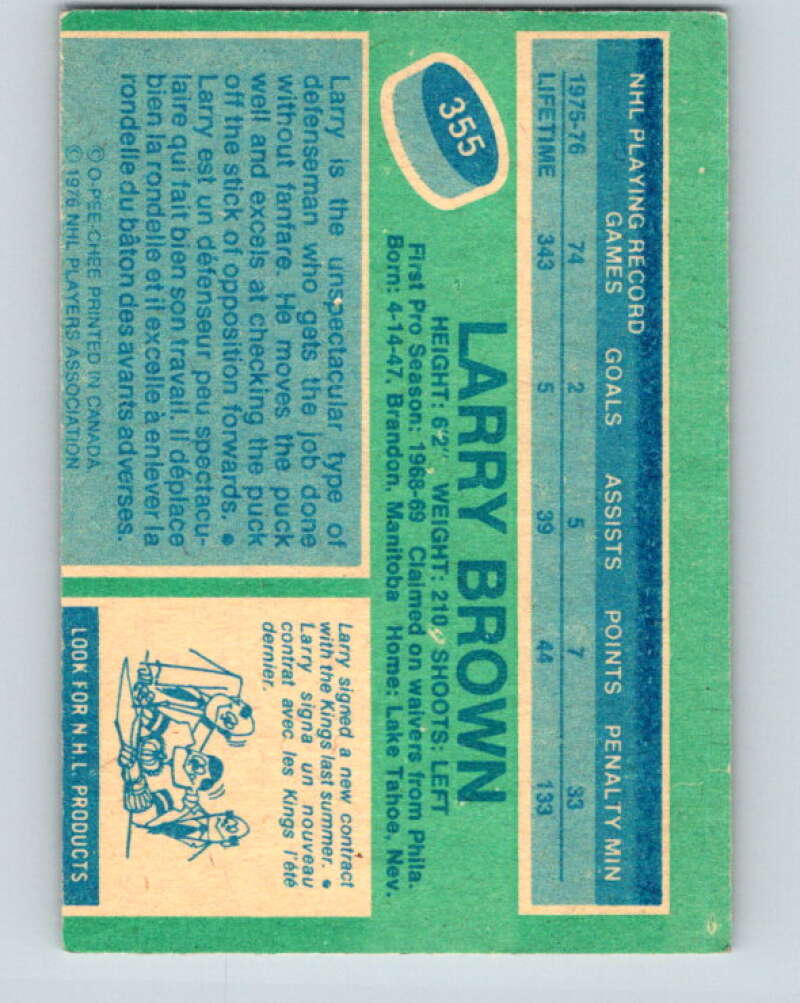 NHL PLAYING RECORD
GAMES GOALS ASSISTS POINTS PENALTY MIN
1975-76 74 2 5 7 33
LIFETIME 343 5 39 44 133
355
LARRY BROWN
HEIGHT: 6'2" WEIGHT: 210 SHOOTS: LEFT
First Pro Season: 1968-69 Claimed on waivers from Phila.
Born: 4-14-47, Brandon, Manitoba Home: Lake Tahoe, Nev.
Larry is the unspectacular type of
defenseman who gets the job done
without fanfare. He moves the puck
well and excels at checking the puck
off the stick of opposition forwards. •
Larry est un défenseur peu spectacu-
laire qui fait bien son travail. Il déplace
bien la rondelle et il excelle à enlever la
rondelle du bâton des avants adverses.
© O-PEE-CHEE PRINTED IN CANADA
© 1976 NHL PLAYERS ASSOCIATION
Larry signed a new contract
with the Kings last summer. •
Larry signa un nouveau
contrat avec les Kings l'été
dernier.
LOOK FOR N.H.L. PRODUCTS